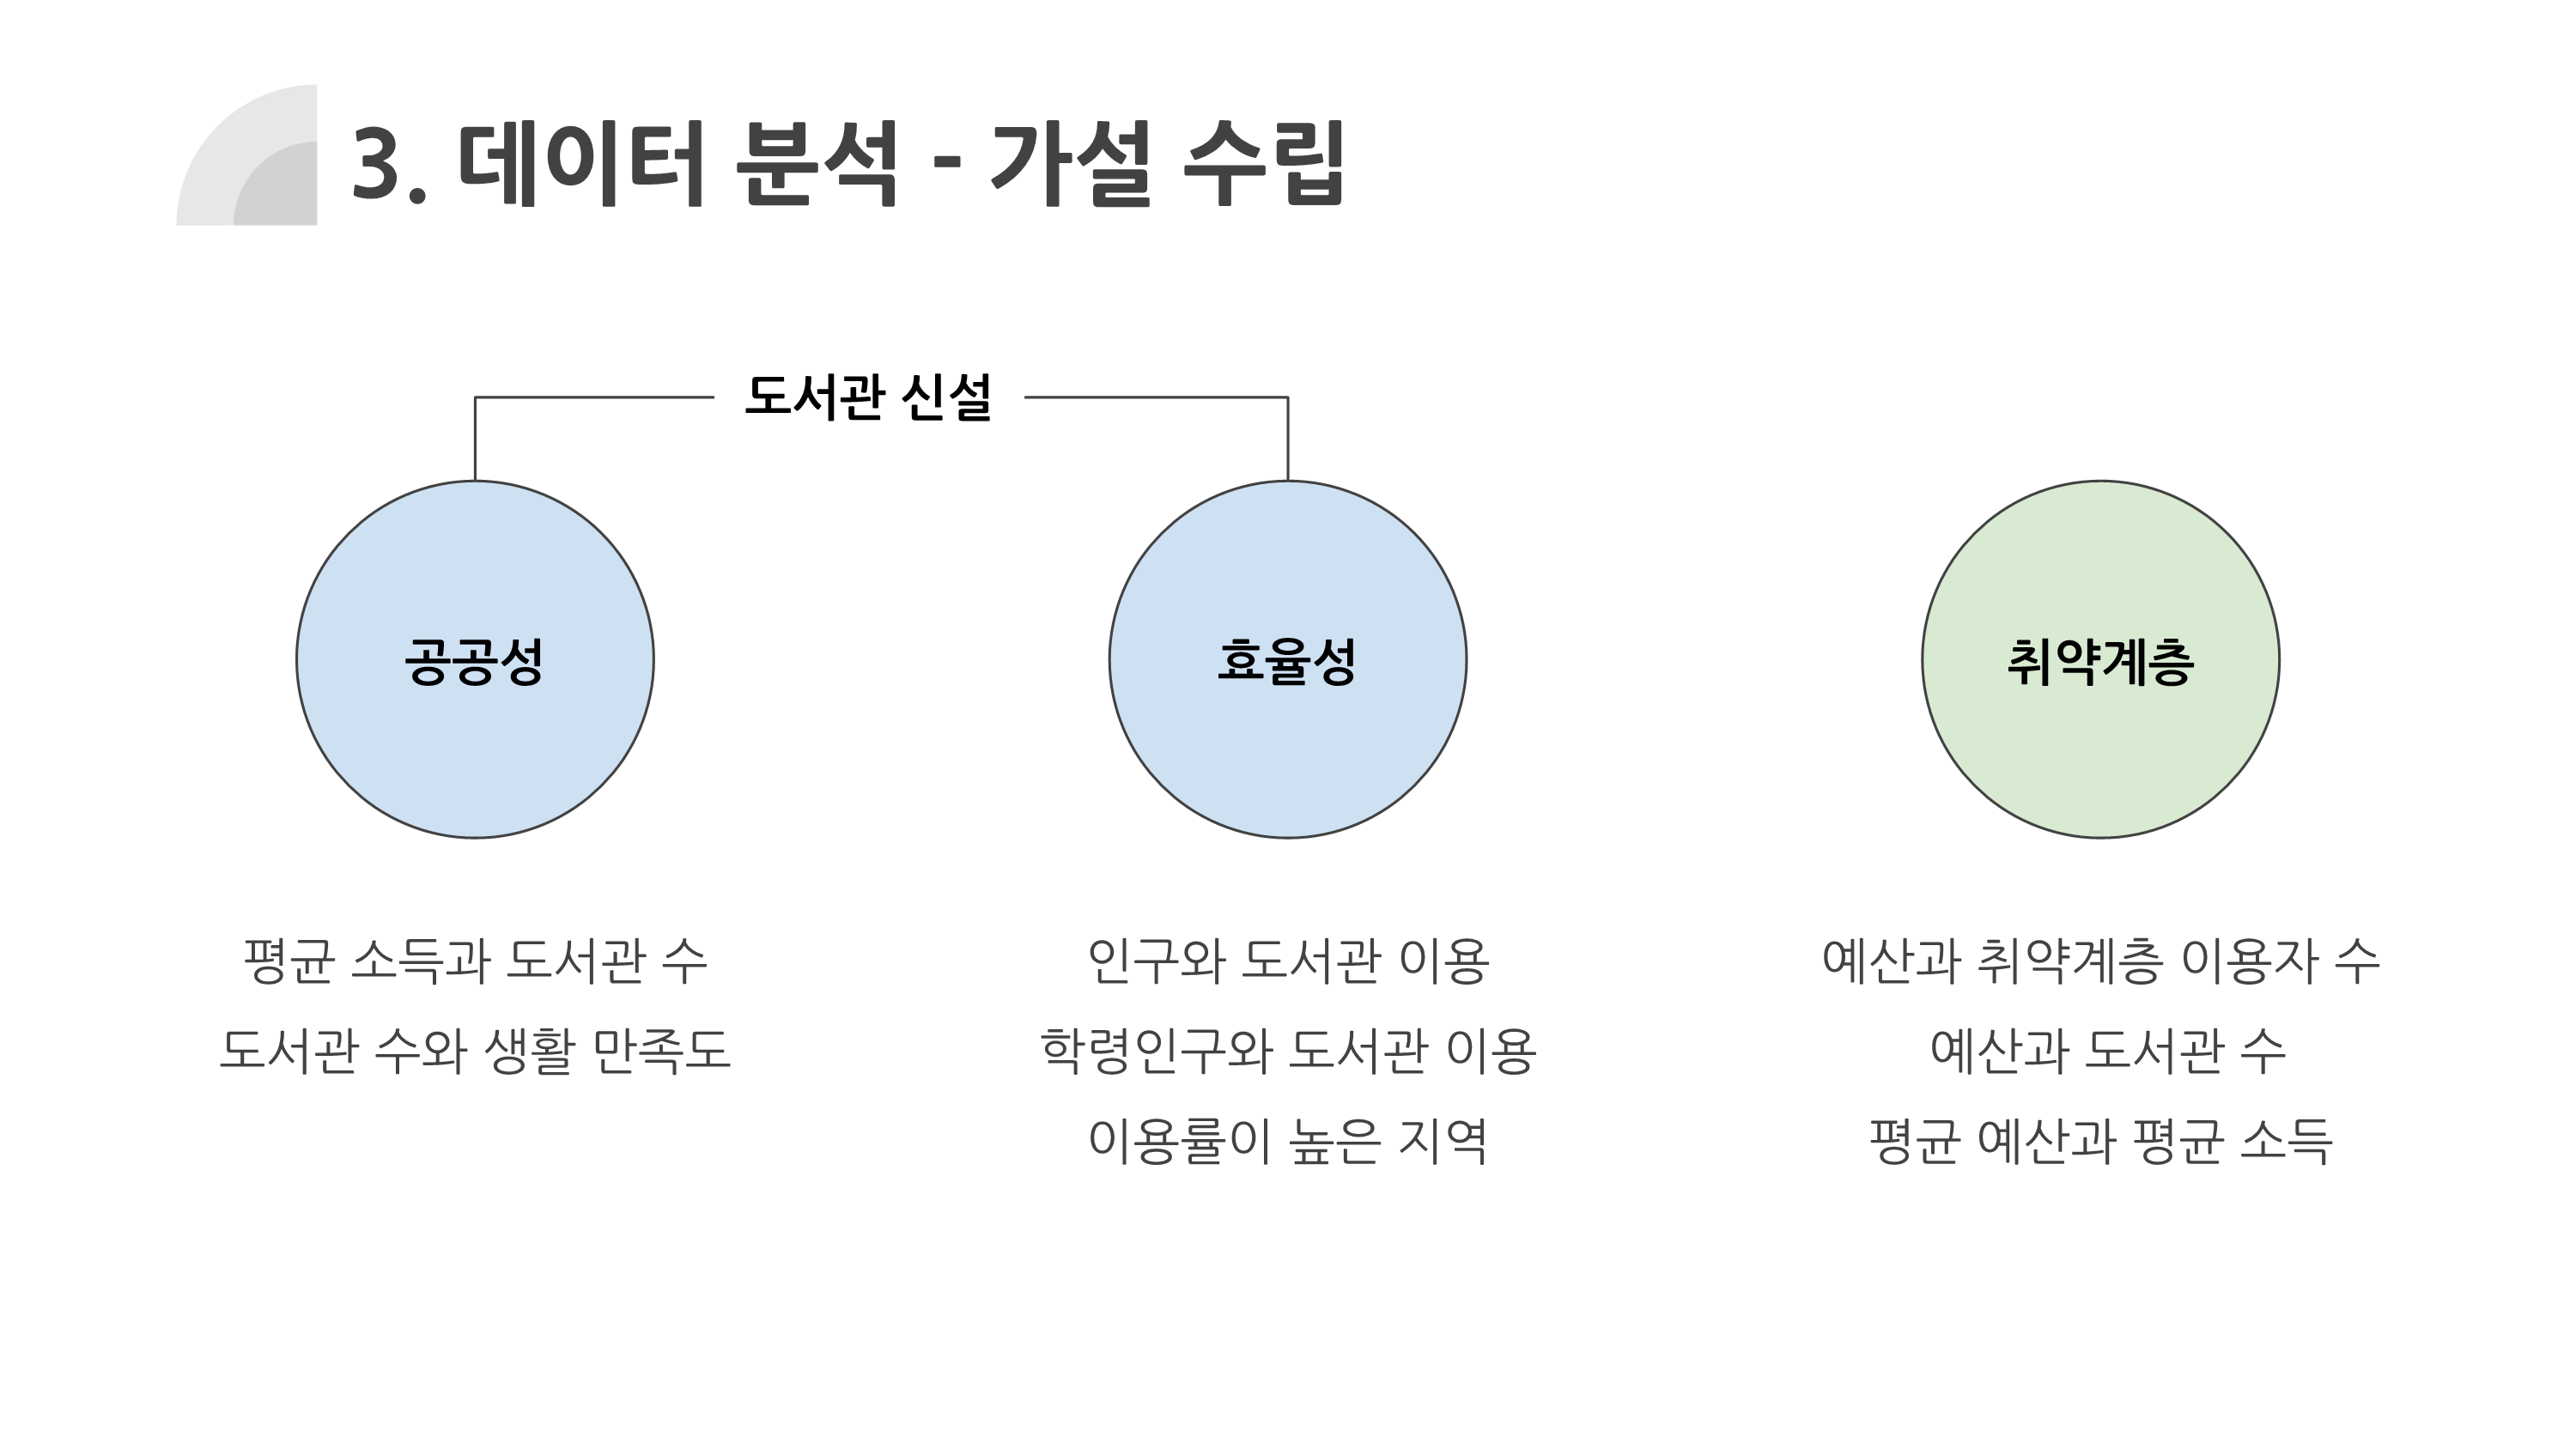 3. 데이터 분석 - 가설 수립
도서관 신설
공공성
평균 소득과 도서관 수
도서관 수와 생활 만족도
효율성
인구와 도서관 이용
학령인구와 도서관 이용
이용률이 높은 지역
취약계층
예산과 취약계층 이용자 수
예산과 도서관 수
평균 예산과 평균 소득